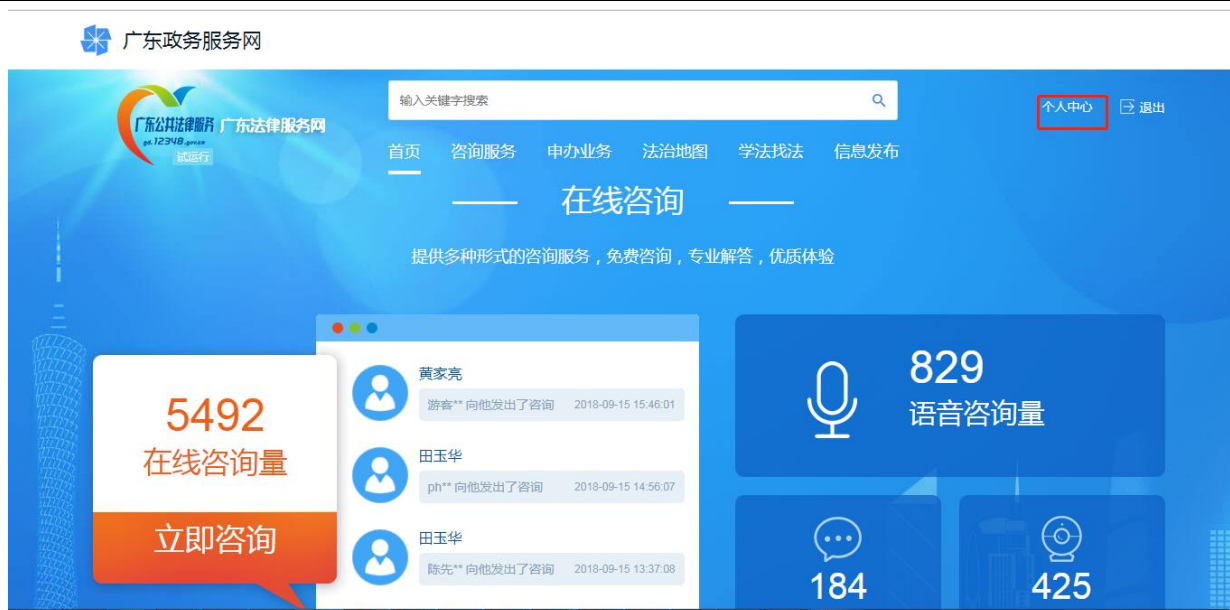 广东政务服务网
输入关键字搜索
个人中心
退出
广东公共法律服务
gd.12348.gov.cn
试运行
广东法律服务网
首页 咨询服务 申办业务 法治地图 学法找法 信息发布
在线咨询
提供多种形式的咨询服务，免费咨询，专业解答，优质体验
5492
在线咨询量
立即咨询
黄家亮
游客** 向他发出了咨询 2018-09-15 15:46:01
田玉华
ph** 向他发出了咨询 2018-09-15 14:56:07
田玉华
陈先** 向他发出了咨询 2018-09-15 13:37:08
829
语音咨询量
184
425